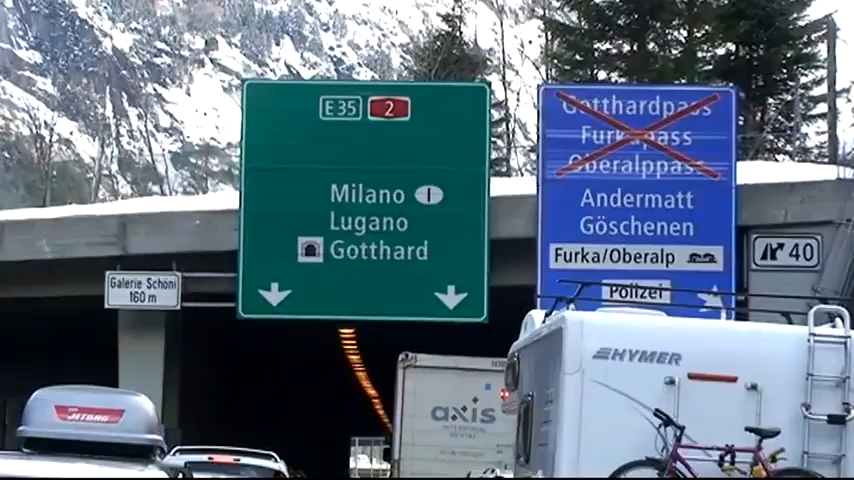 E35 2
Milano I
Lugano
Gotthard
Gotthardpass
Furkapass
Oberalppass
Andermatt
Göschenen
Furka/Oberalp
Polizei
40
Galerie Schöni
160 m
HYMER
axis
JETBAG